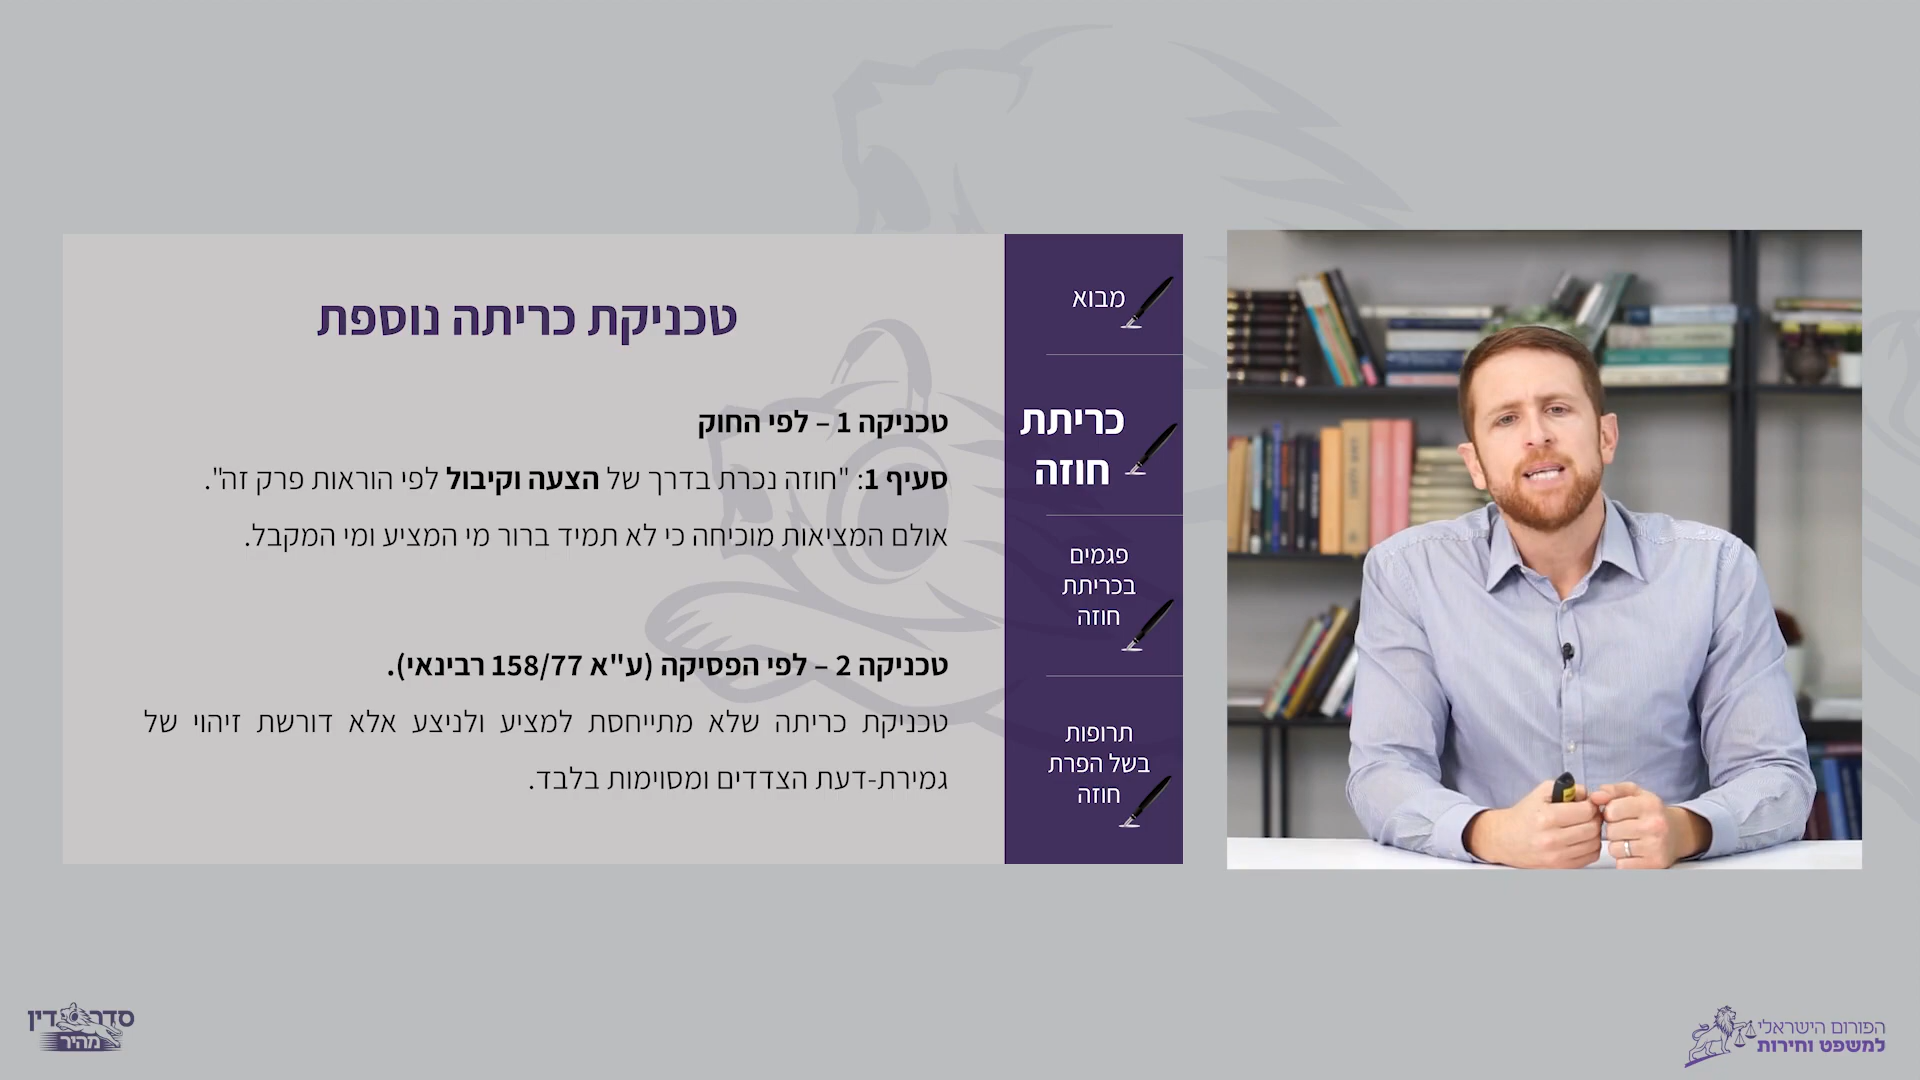 טכניקת כריתה נוספת
טכניקה 1 – לפי החוק
סעיף 1: "חוזה נכרת בדרך של הצעה וקיבול לפי הוראות פרק זה".
אולם המציאות מוכיחה כי לא תמיד ברור מי המציע ומי המקבל.
טכניקה 2 – לפי הפסיקה (ע"א 158/77 רבינאי).
טכניקת כריתה שלא מתייחסת למציע ולניצע אלא דורשת זיהוי של
גמירת-דעת הצדדים ומסוימות בלבד.
מבוא
כריתת
חוזה
פגמים
בכריתת
חוזה
תרופות
בשל הפרת
חוזה
סדר דין
מהיר
הפורום הישראלי
למשפט וחירות